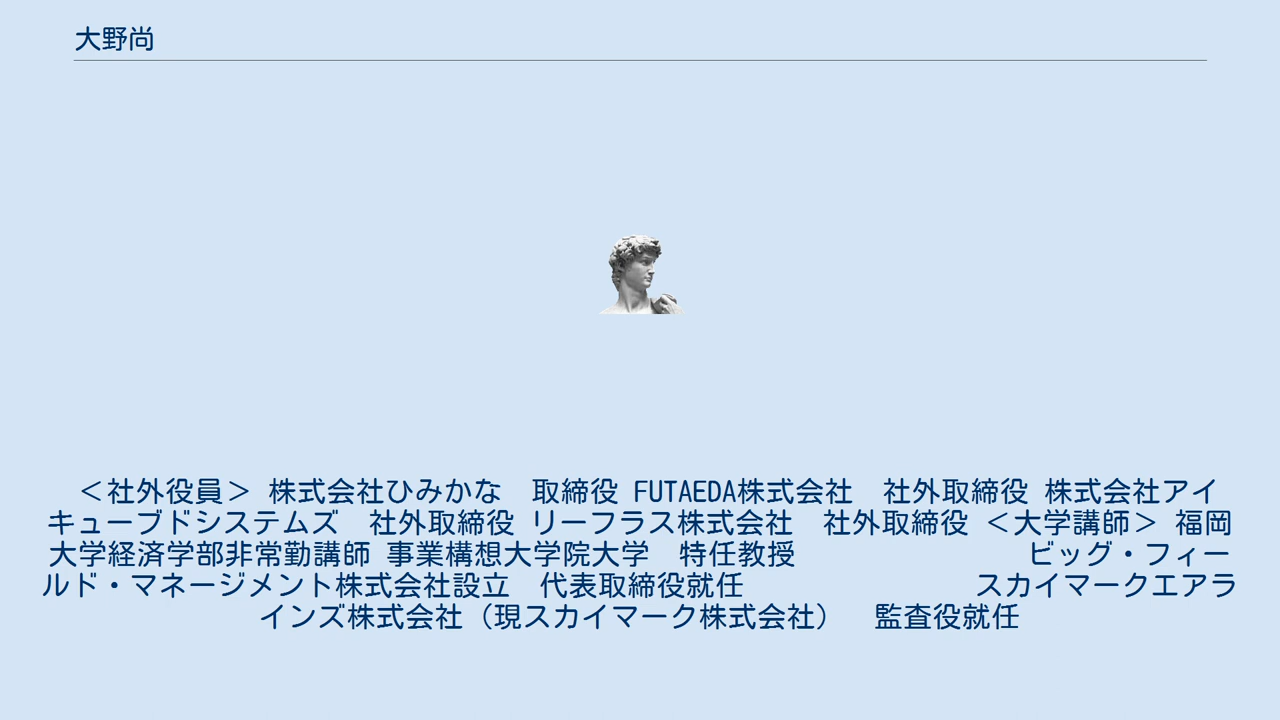 大野尚
＜社外役員＞ 株式会社ひみかな　取締役 FUTAEDA株式会社　社外取締役 株式会社アイ
キューブドシステムズ　社外取締役 リーフラス株式会社　社外取締役 ＜大学講師＞ 福岡
大学経済学部非常勤講師 事業構想大学院大学　特任教授　　　　　　　　ビッグ・フィー
ルド・マネージメント株式会社設立　代表取締役就任　　　　　　　　スカイマークエアラ
インズ株式会社（現スカイマーク株式会社）　監査役就任